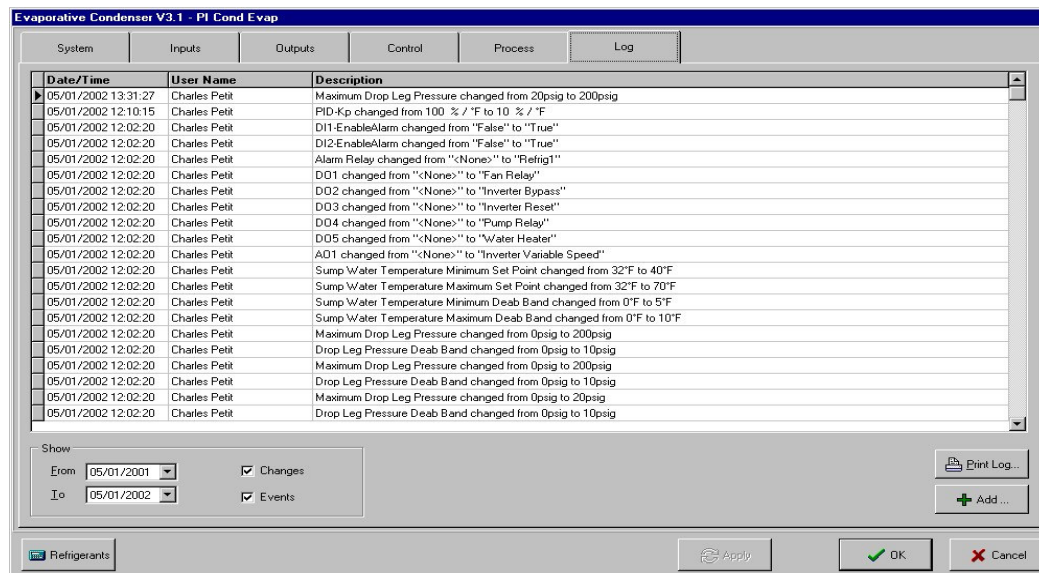 Evaporative Condenser V3.1 - PI Cond Evap
System Inputs Outputs Control Process Log
Date/Time User Name Description
05/01/2002 13:31:27 Charles Petit Maximum Drop Leg Pressure changed from 20psig to 200psig
05/01/2002 12:10:15 Charles Petit PID-Kp changed from 100 % / °F to 10 % / °F
05/01/2002 12:02:20 Charles Petit DI1-EnableAlarm changed from "False" to "True"
05/01/2002 12:02:20 Charles Petit DI2-EnableAlarm changed from "False" to "True"
05/01/2002 12:02:20 Charles Petit Alarm Relay changed from "<None>" to "Refrig1"
05/01/2002 12:02:20 Charles Petit DO1 changed from "<None>" to "Fan Relay"
05/01/2002 12:02:20 Charles Petit DO2 changed from "<None>" to "Inverter Bypass"
05/01/2002 12:02:20 Charles Petit DO3 changed from "<None>" to "Inverter Reset"
05/01/2002 12:02:20 Charles Petit DO4 changed from "<None>" to "Pump Relay"
05/01/2002 12:02:20 Charles Petit DO5 changed from "<None>" to "Water Heater"
05/01/2002 12:02:20 Charles Petit AO1 changed from "<None>" to "Inverter Variable Speed"
05/01/2002 12:02:20 Charles Petit Sump Water Temperature Minimum Set Point changed from 32°F to 40°F
05/01/2002 12:02:20 Charles Petit Sump Water Temperature Maximum Set Point changed from 32°F to 70°F
05/01/2002 12:02:20 Charles Petit Sump Water Temperature Minimum Deab Band changed from 0°F to 5°F
05/01/2002 12:02:20 Charles Petit Sump Water Temperature Maximum Deab Band changed from 0°F to 10°F
05/01/2002 12:02:20 Charles Petit Maximum Drop Leg Pressure changed from 0psig to 200psig
05/01/2002 12:02:20 Charles Petit Drop Leg Pressure Deab Band changed from 0psig to 10psig
05/01/2002 12:02:20 Charles Petit Maximum Drop Leg Pressure changed from 0psig to 200psig
05/01/2002 12:02:20 Charles Petit Drop Leg Pressure Deab Band changed from 0psig to 10psig
05/01/2002 12:02:20 Charles Petit Maximum Drop Leg Pressure changed from 0psig to 20psig
05/01/2002 12:02:20 Charles Petit Drop Leg Pressure Deab Band changed from 0psig to 10psig
Show
From 05/01/2001 Changes
To 05/01/2002 Events
Print Log...
Add ...
Refrigerants Apply OK Cancel